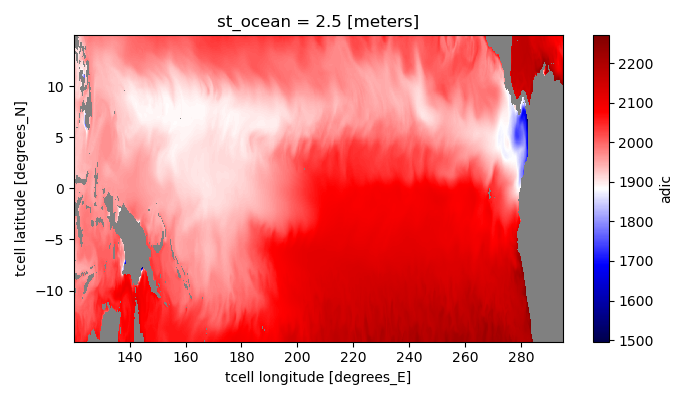 st_ocean = 2.5 [meters]
tcell latitude [degrees_N]
10
5
0
−5
−10
140 160 180 200 220 240 260 280
tcell longitude [degrees_E]
2200
2100
2000
1900
1800
1700
1600
1500
adic